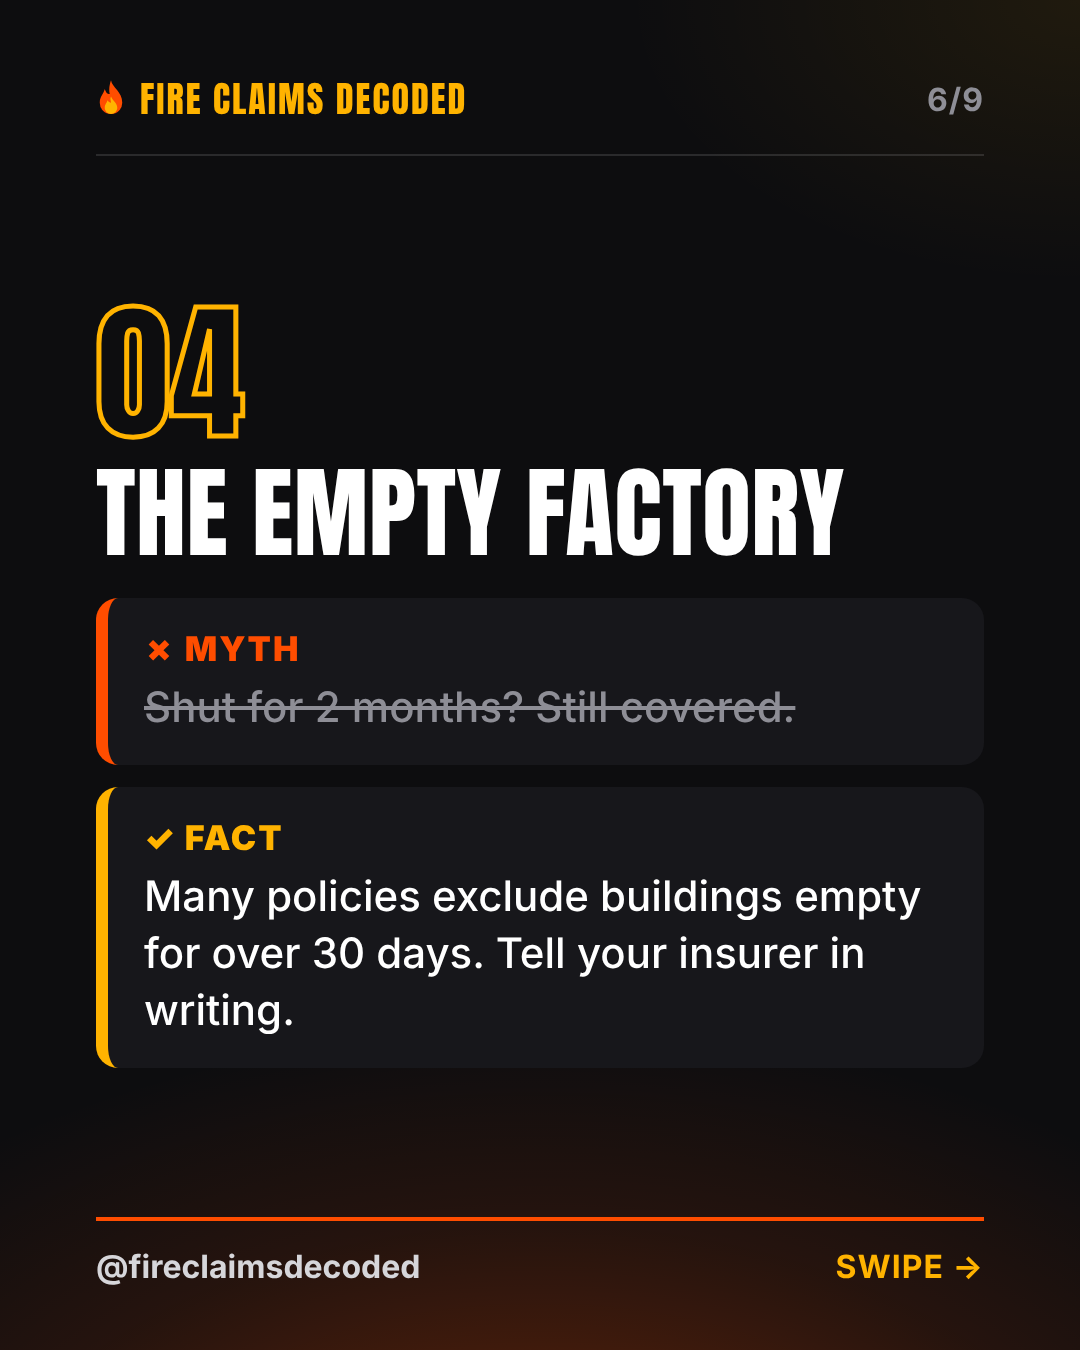 🔥 FIRE CLAIMS DECODED
6/9
04
THE EMPTY FACTORY
✖ MYTH
Shut for 2 months? Still covered.
✔ FACT
Many policies exclude buildings empty
for over 30 days. Tell your insurer in
writing.
@fireclaimsdecoded
SWIPE →